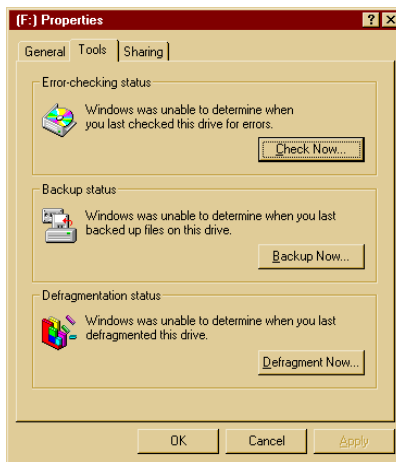 (F:) Properties
General Tools Sharing
Error-checking status
Windows was unable to determine when
you last checked this drive for errors.
Check Now...
Backup status
Windows was unable to determine when you last
backed up files on this drive.
Backup Now...
Defragmentation status
Windows was unable to determine when you last
defragmented this drive.
Defragment Now...
OK Cancel Apply